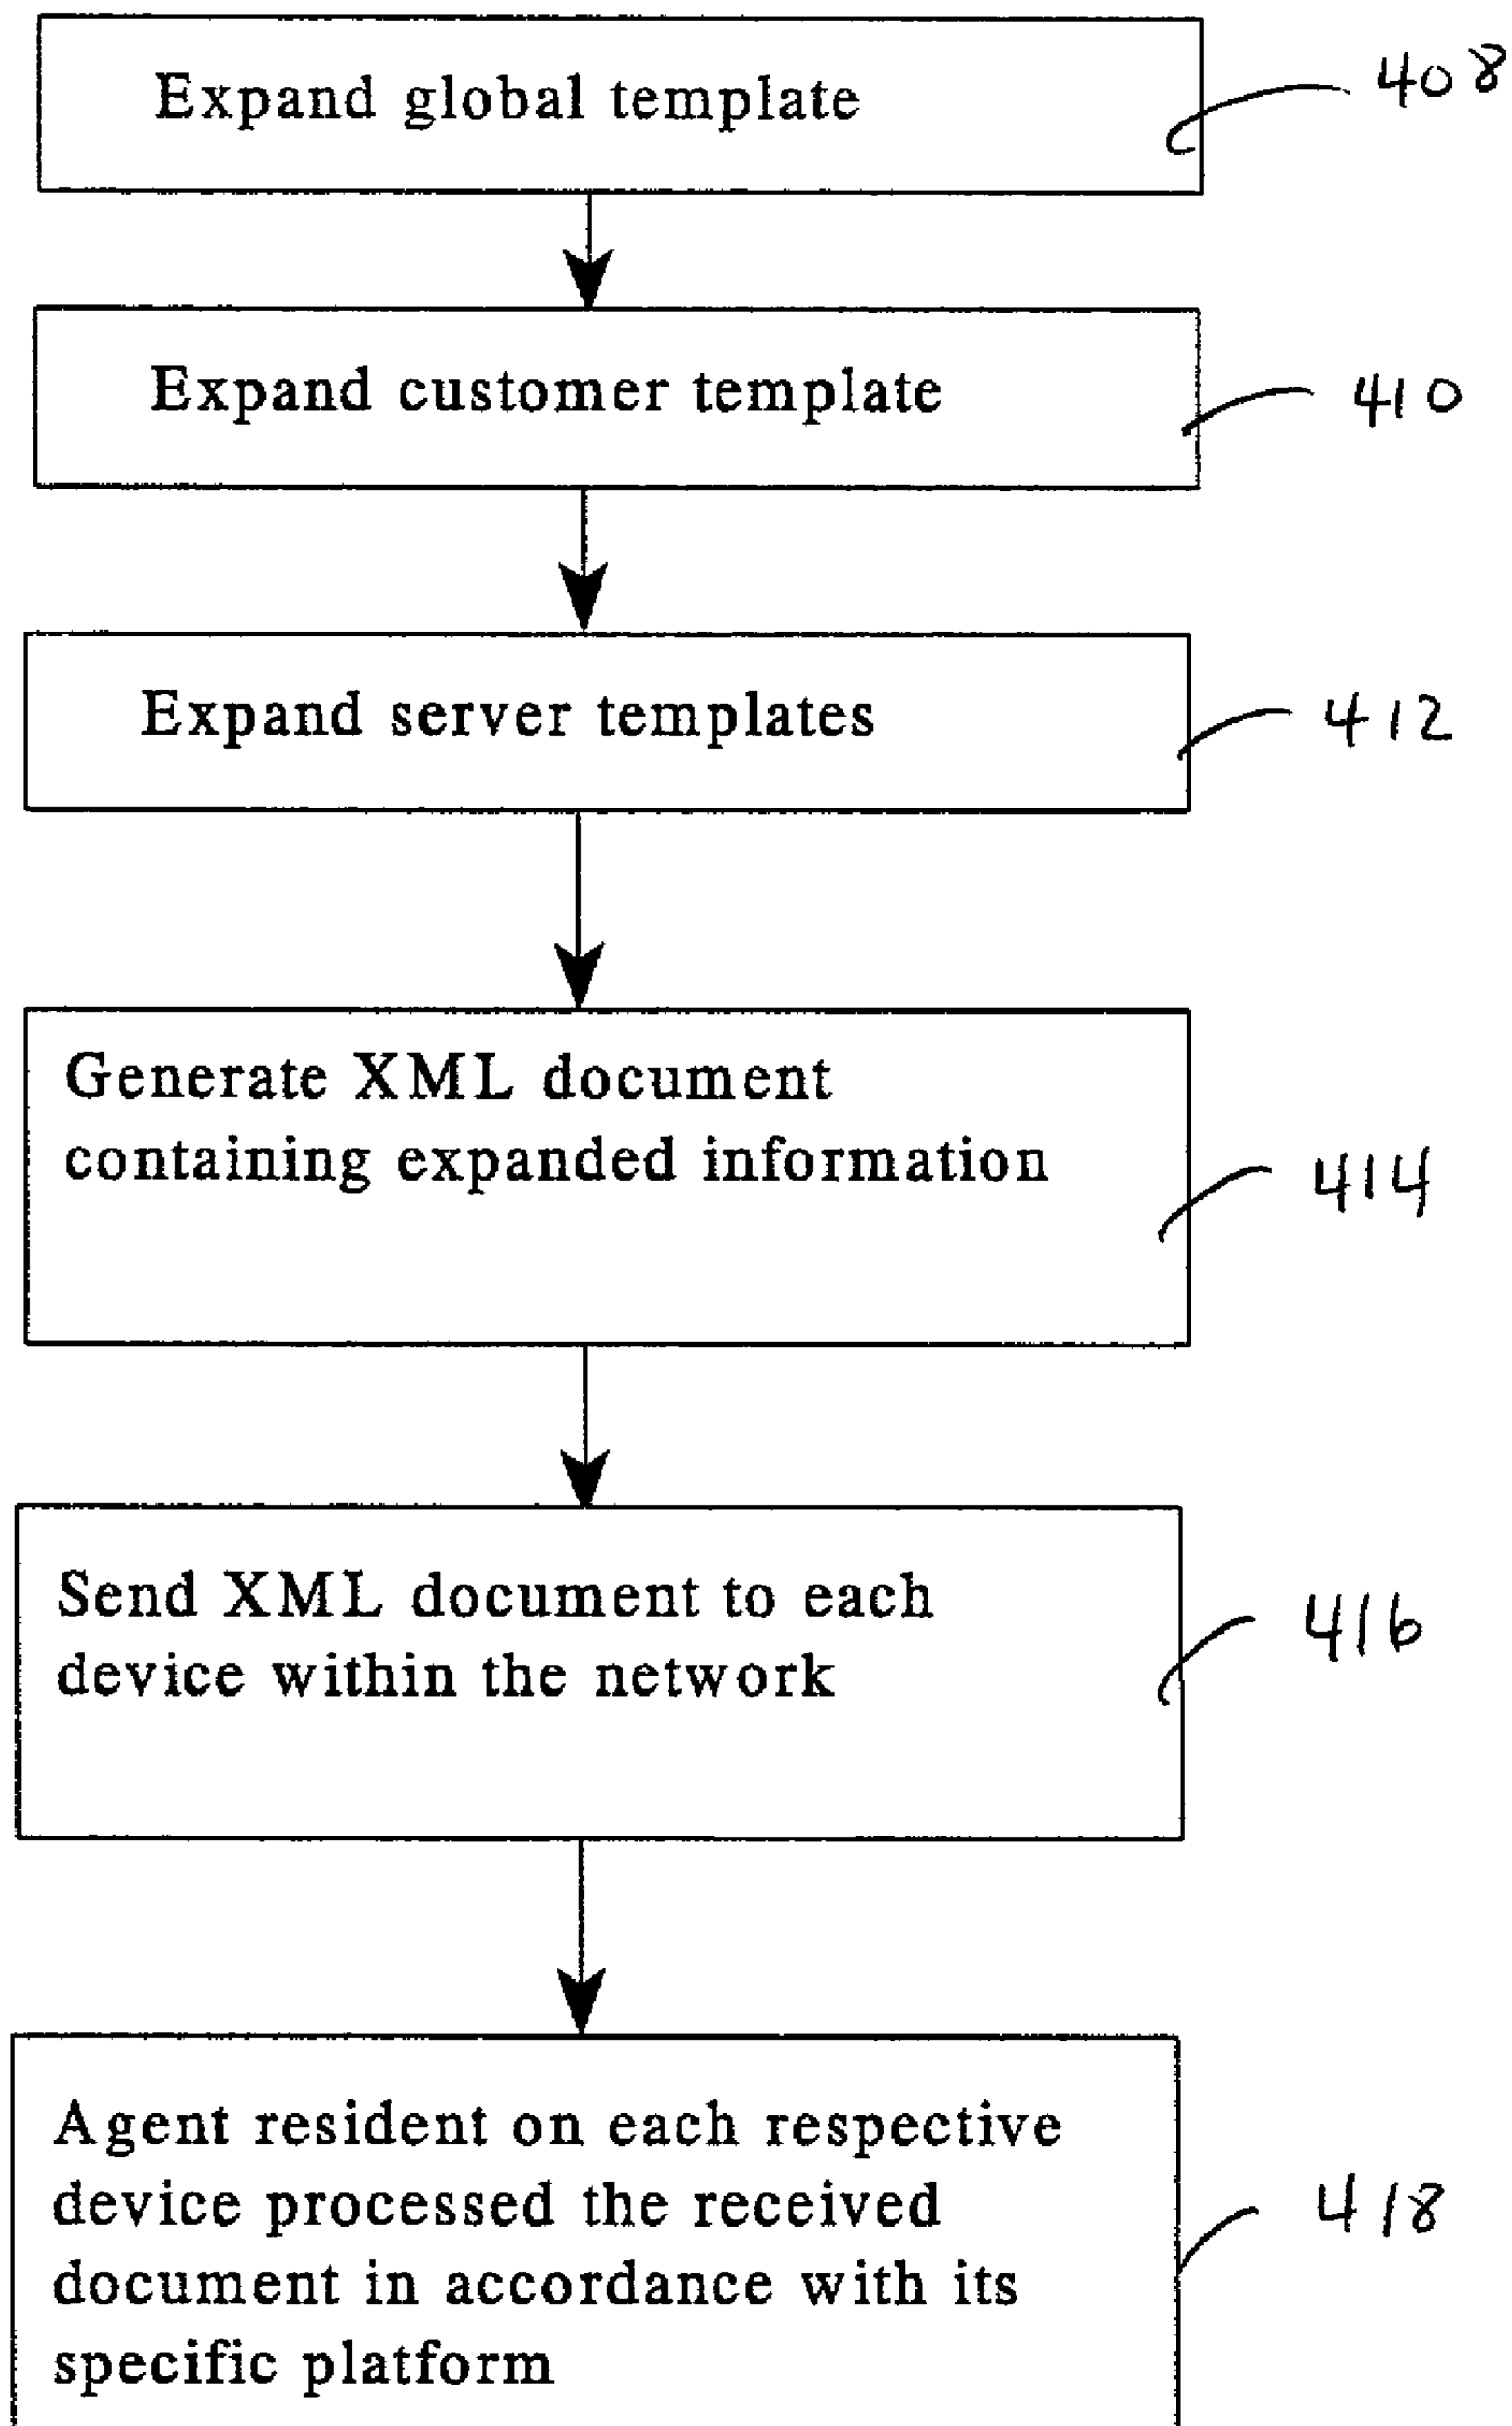 Expand global template
408
Expand customer template
410
Expand server templates
412
Generate XML document
containing expanded information
414
Send XML document to each
device within the network
416
Agent resident on each respective
device processed the received
document in accordance with its
specific platform
418